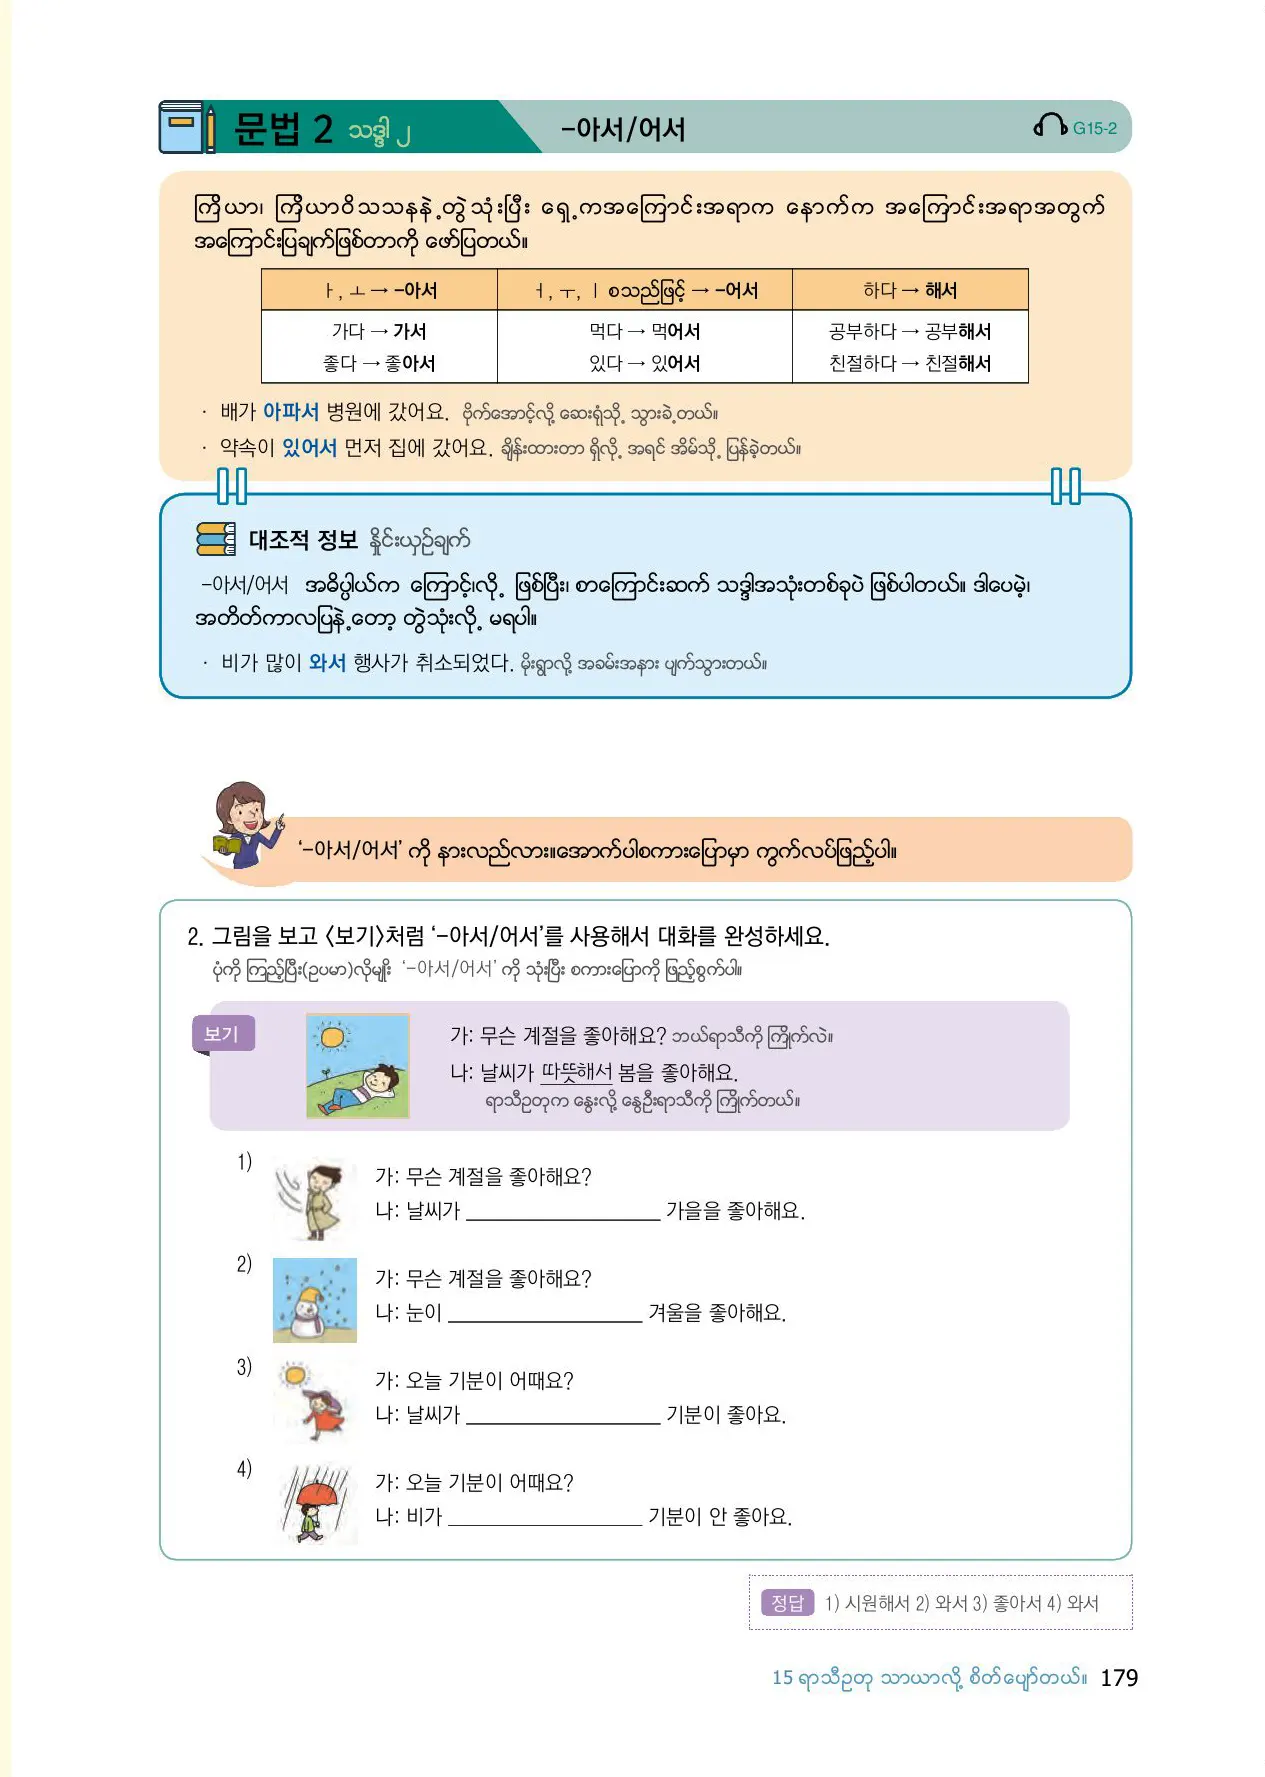 문법 2 သဒ္ဒါ ၂ -아서/어서 G15-2
ကြိယာ၊ ကြိယာဝိသသနနဲ့တွဲသုံးပြီး ရှေ့ကအကြောင်းအရာက နောက်က အကြောင်းအရာအတွက်
အကြောင်းပြချက်ဖြစ်တာကို ဖော်ပြတယ်။
ㅏ, ㅗ → -아서 ㅓ, ㅜ, ㅣ စသည်ဖြင့် → -어서 하다 → 해서
가다 → 가서 먹다 → 먹어서 공부하다 → 공부해서
좋다 → 좋아서 있다 → 있어서 친절하다 → 친절해서
· 배가 아파서 병원에 갔어요. ဗိုက်အောင့်လို့ ဆေးရုံသို့ သွားခဲ့တယ်။
· 약속이 있어서 먼저 집에 갔어요. ချိန်းထားတာ ရှိလို့ အရင် အိမ်သို့ ပြန်ခဲ့တယ်။
대조적 정보 နှိုင်းယှဉ်ချက်
-아서/어서 အဓိပ္ပါယ်က ကြောင့်၊လို့ ဖြစ်ပြီး၊ စာကြောင်းဆက် သဒ္ဒါအသုံးတစ်ခုပဲ ဖြစ်ပါတယ်။ ဒါပေမဲ့၊
အတိတ်ကာလပြနဲ့တော့ တွဲသုံးလို့ မရပါ။
· 비가 많이 와서 행사가 취소되었다. မိုးရွာလို့ အခမ်းအနား ပျက်သွားတယ်။
‘-아서/어서’ ကို နားလည်လား။အောက်ပါစကားပြောမှာ ကွက်လပ်ဖြည့်ပါ။
2. 그림을 보고 〈보기〉처럼 ‘-아서/어서’를 사용해서 대화를 완성하세요.
ပုံကို ကြည့်ပြီး(ဥပမာ)လိုမျိုး ‘-아서/어서’ ကို သုံးပြီး စကားပြောကို ဖြည့်စွက်ပါ။
보기
가: 무슨 계절을 좋아해요? ဘယ်ရာသီကို ကြိုက်လဲ။
나: 날씨가 따뜻해서 봄을 좋아해요.
ရာသီဥတုက နွေးလို့ နွေဦးရာသီကို ကြိုက်တယ်။
1)
가: 무슨 계절을 좋아해요?
나: 날씨가 ____________ 가을을 좋아해요.
2)
가: 무슨 계절을 좋아해요?
나: 눈이 ____________ 겨울을 좋아해요.
3)
가: 오늘 기분이 어때요?
나: 날씨가 ____________ 기분이 좋아요.
4)
가: 오늘 기분이 어때요?
나: 비가 ____________ 기분이 안 좋아요.
정답 1) 시원해서 2) 와서 3) 좋아서 4) 와서
15 ရာသီဥတု သာယာလို့ စိတ်ပျော်တယ်။ 179